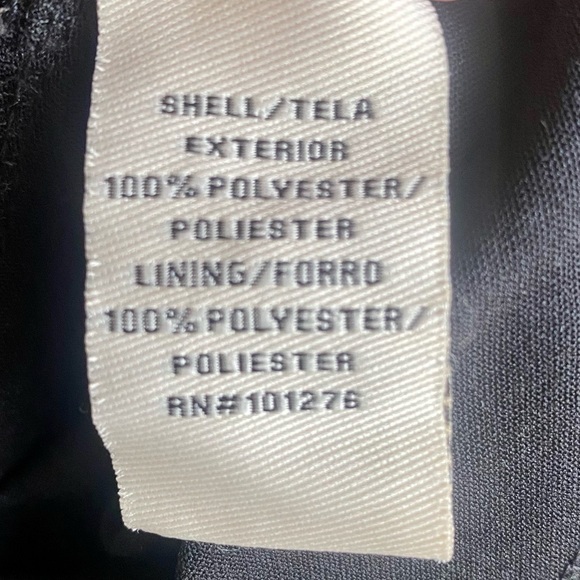 SHELL/TELA
EXTERIOR
100% POLYESTER/
POLIESTER
LINING/FORRO
100% POLYESTER/
POLIESTER
RN#101276